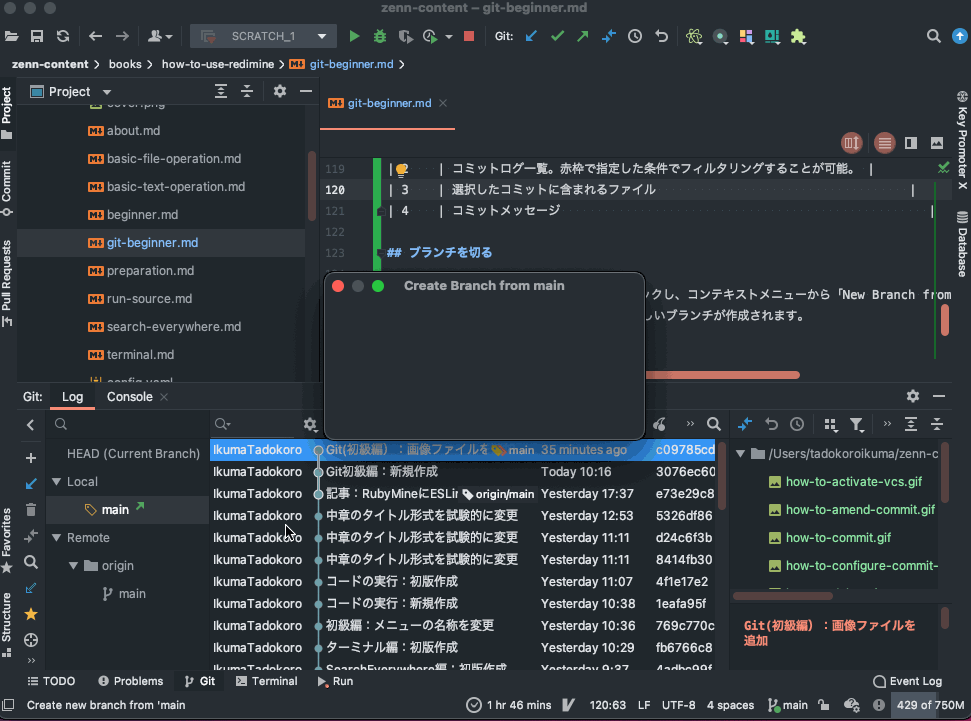 zenn-content – git-beginner.md
SCRATCH_1 Git:
zenn-content books how-to-use-redimine git-beginner.md
Project
git-beginner.md
about.md
basic-file-operation.md
basic-text-operation.md
beginner.md
git-beginner.md
preparation.md
run-source.md
search-everywhere.md
terminal.md
Project
Commit
Pull Requests
Favorites
Structure
Key Promoter X
Database
119 | 2 | コミットログ一覧。赤枠で指定した条件でフィルタリングすることが可能。 |
120 | 3 | 選択したコミットに含まれるファイル |
121 | 4 | コミットメッセージ |
122
123 ## ブランチを切る
クし、コンテキストメニューから「New Branch from
しいブランチが作成されます。
Create Branch from main
Git: Log Console
HEAD (Current Branch)
Local
main
Remote
origin
main
IkumaTadokoro Git(初級編）：画像ファイルを main 35 minutes ago c09785cd
IkumaTadokoro Git初級編：新規作成 Today 10:16 3076ec60
IkumaTadokoro 記事：RubyMineにESLin origin/main Yesterday 17:37 e73e29c8
IkumaTadokoro 中章のタイトル形式を試験的に変更 Yesterday 12:53 5326df86
IkumaTadokoro 中章のタイトル形式を試験的に変更 Yesterday 11:11 d24c6f3b
IkumaTadokoro 中章のタイトル形式を試験的に変更 Yesterday 11:11 8414fb30
IkumaTadokoro コードの実行：初版作成 Yesterday 11:07 4f1e17e2
IkumaTadokoro コードの実行：新規作成 Yesterday 10:38 1eafa95f
IkumaTadokoro 初級編：メニューの名称を変更 Yesterday 10:36 769c770c
IkumaTadokoro ターミナル編：初版作成 Yesterday 10:29 fb6766c8
IkumaTadokoro SearchEverywhere編：初版作成 Yesterday 9:37 4adbc99f
/Users/tadokoroikuma/zenn-c
how-to-activate-vcs.gif
how-to-amend-commit.gif
how-to-commit.gif
how-to-configure-commit-
Git(初級編）：画像ファイルを
追加
TODO Problems Git Terminal Run Event Log
Create new branch from 'main 1 hr 46 mins 120:63 LF UTF-8 4 spaces main 429 of 750M